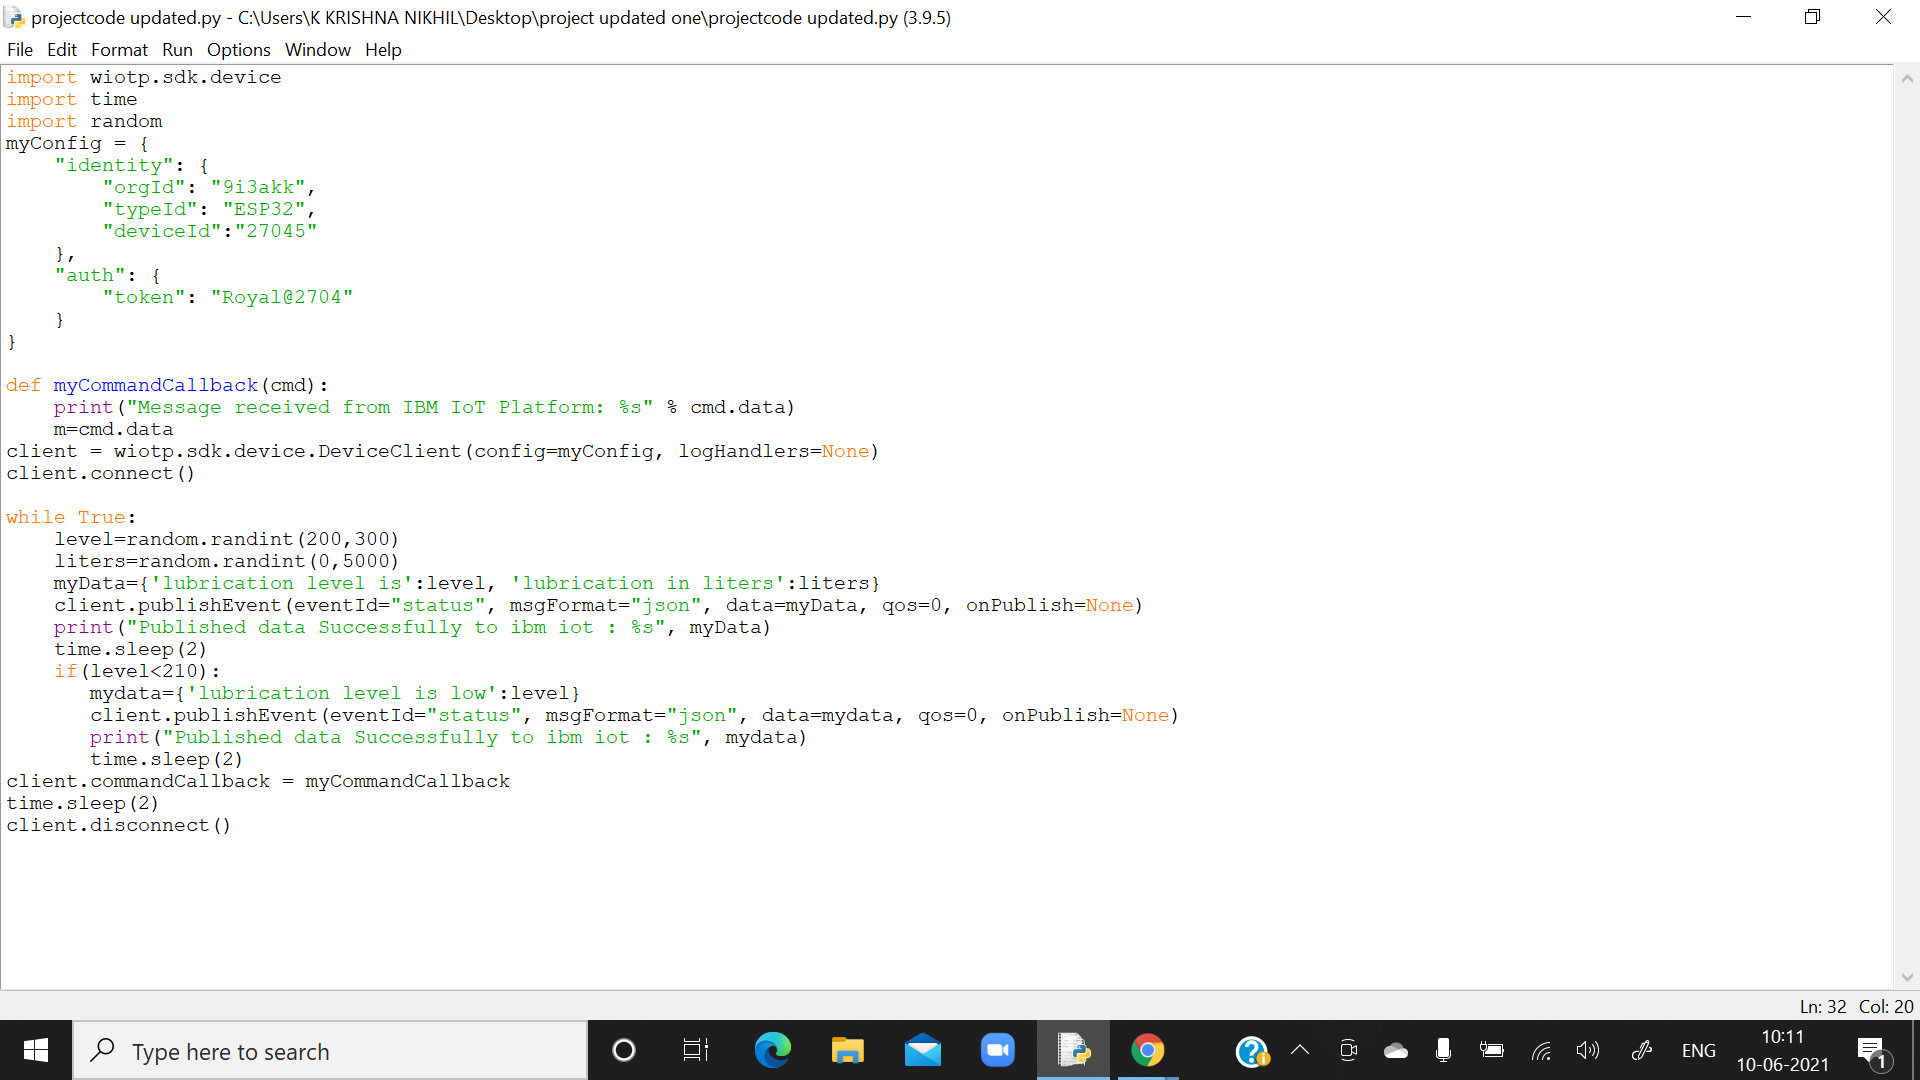 projectcode updated.py - C:\Users\K KRISHNA NIKHIL\Desktop\project updated one\projectcode updated.py (3.9.5)
File Edit Format Run Options Window Help
import wiotp.sdk.device
import time
import random
myConfig = {
    "identity": {
        "orgId": "9i3akk",
        "typeId": "ESP32",
        "deviceId":"27045"
    },
    "auth": {
        "token": "Royal@2704"
    }
}

def myCommandCallback(cmd):
    print("Message received from IBM IoT Platform: %s" % cmd.data)
    m=cmd.data
client = wiotp.sdk.device.DeviceClient(config=myConfig, logHandlers=None)
client.connect()

while True:
    level=random.randint(200,300)
    liters=random.randint(0,5000)
    myData={'lubrication level is':level, 'lubrication in liters':liters}
    client.publishEvent(eventId="status", msgFormat="json", data=myData, qos=0, onPublish=None)
    print("Published data Successfully to ibm iot : %s", myData)
    time.sleep(2)
    if(level<210):
       mydata={'lubrication level is low':level}
       client.publishEvent(eventId="status", msgFormat="json", data=mydata, qos=0, onPublish=None)
       print("Published data Successfully to ibm iot : %s", mydata)
       time.sleep(2)
client.commandCallback = myCommandCallback
time.sleep(2)
client.disconnect()
Ln: 32 Col: 20
Type here to search
ENG
10:11
10-06-2021
1